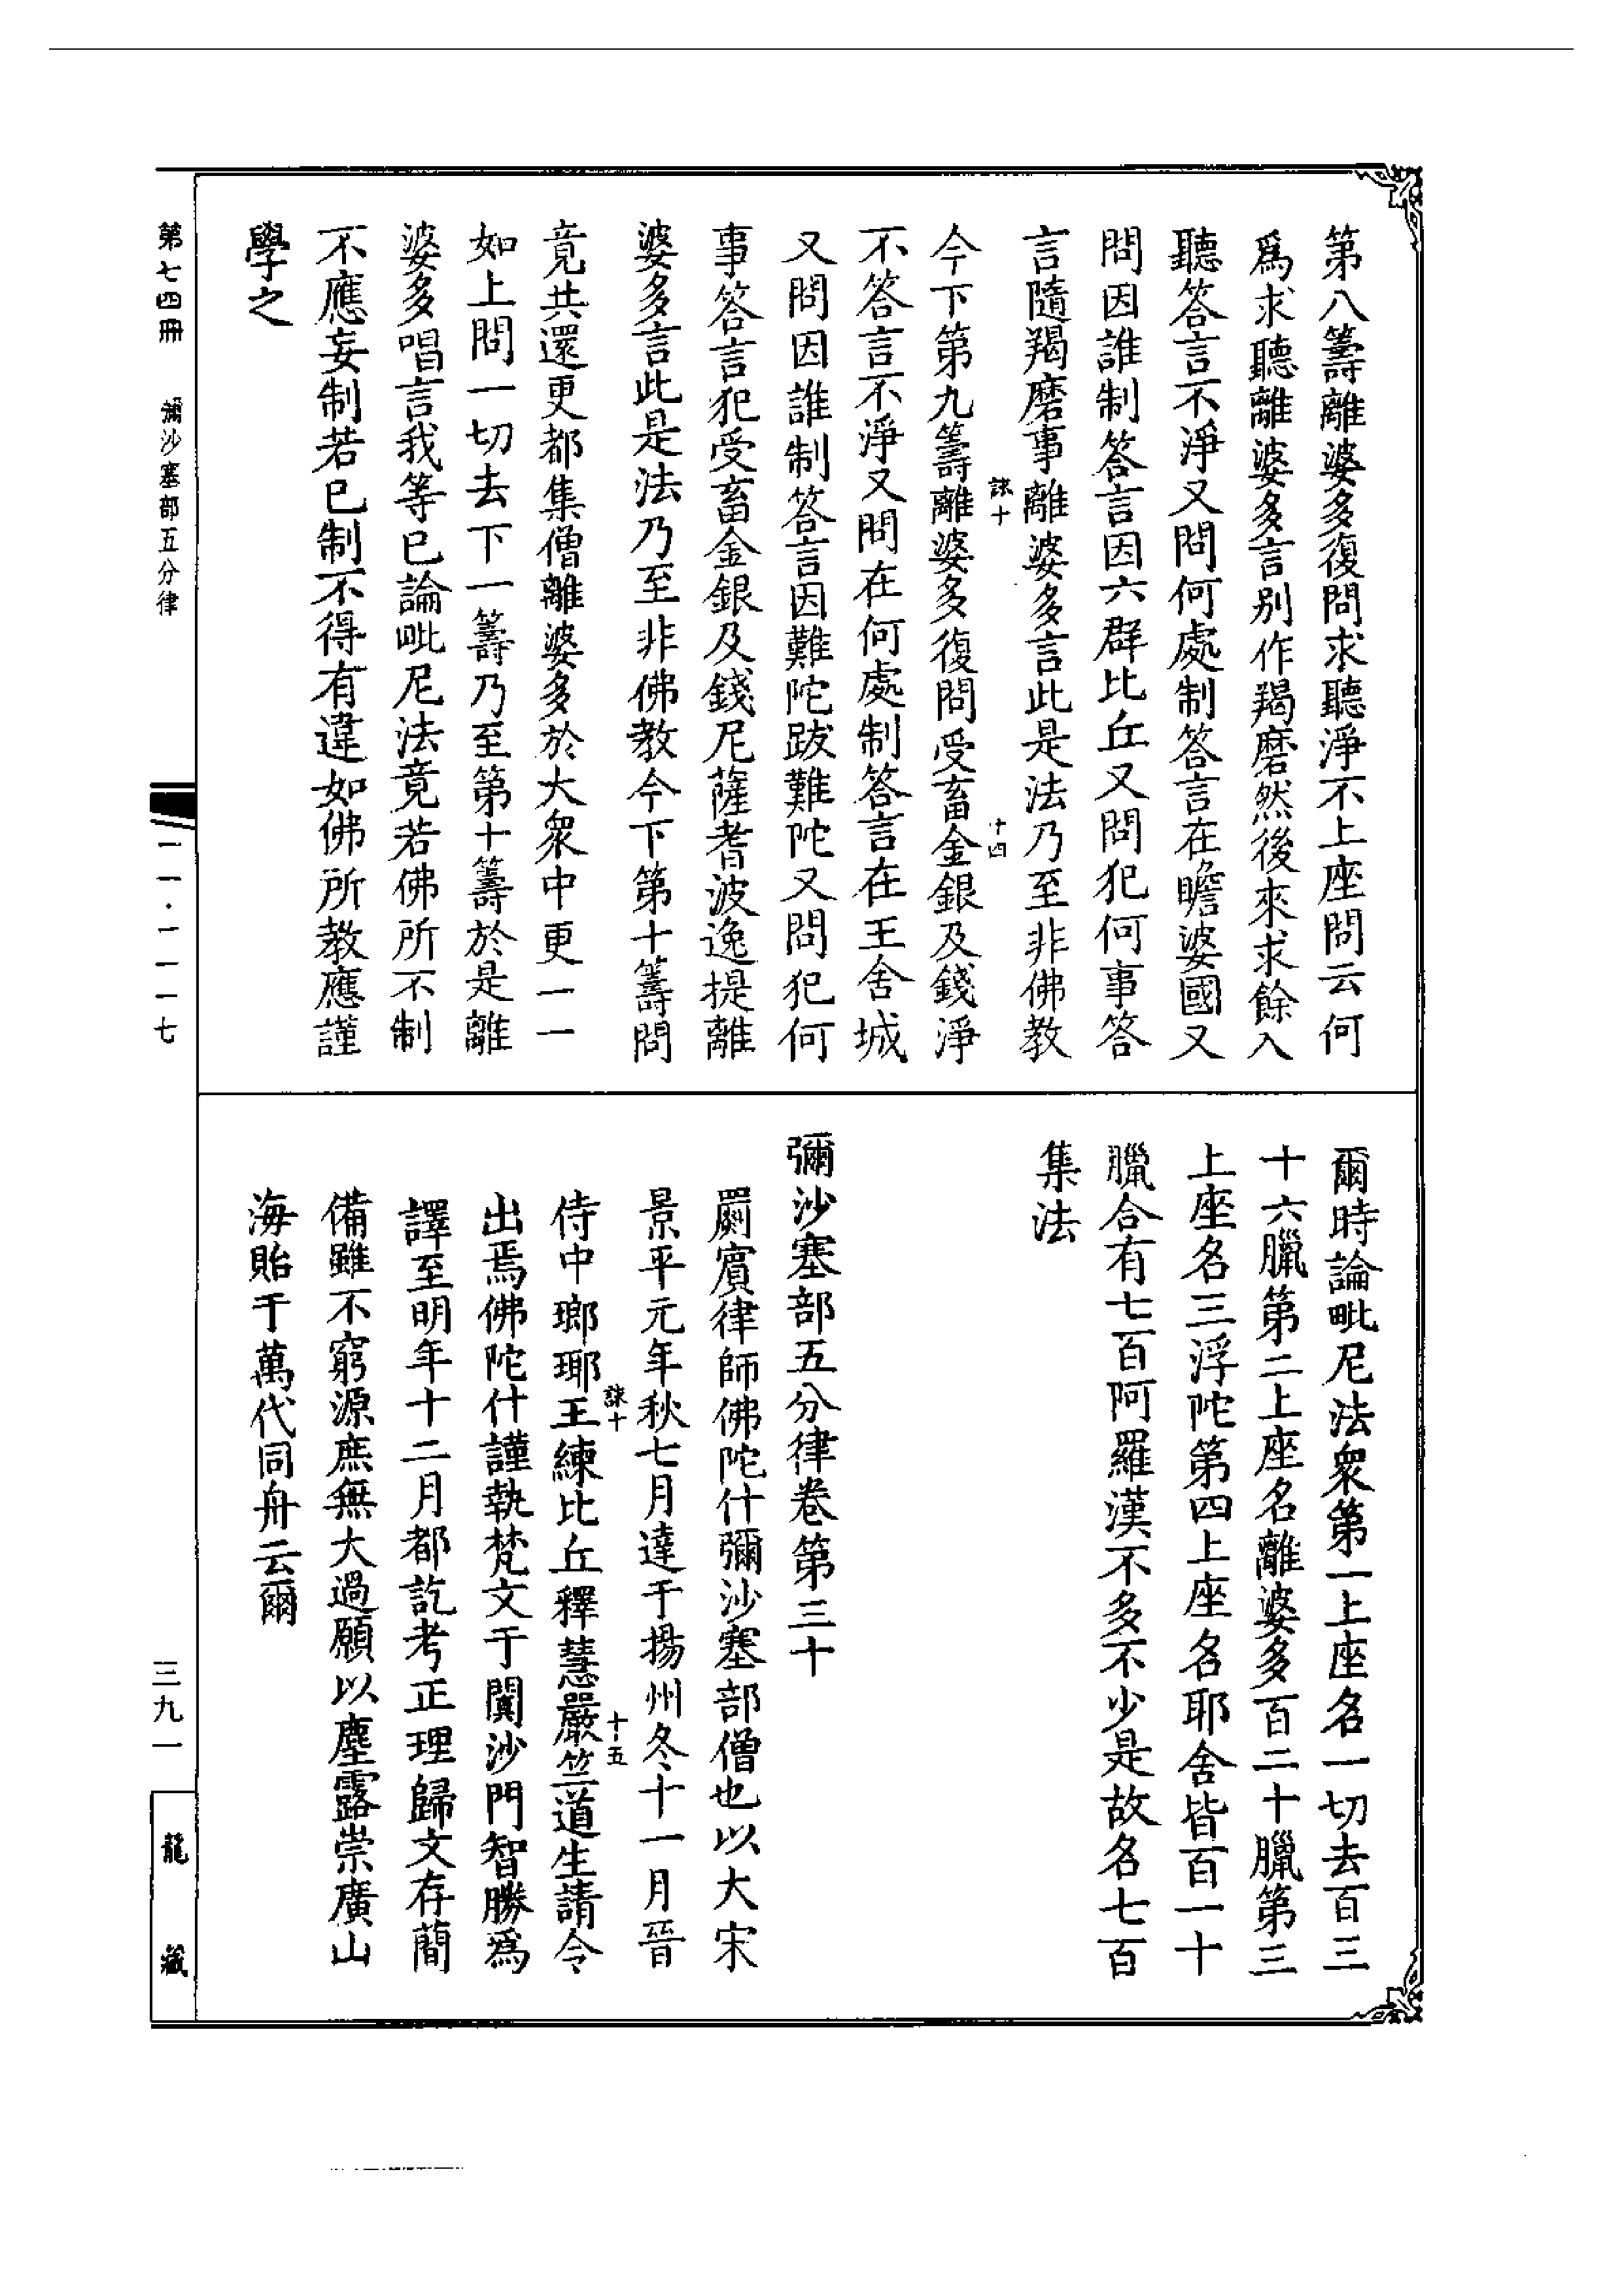 第八籌離婆多復問求聽淨不上座問云何
爲求聽離婆多言別作羯磨然後來求餘入
聽答言不淨又問何處制答言在瞻婆國又
問因誰制答言因六群比丘又問犯何事答
言隨羯磨事離婆多言此是法乃至非佛教
今下第九籌離婆多復問受畜金銀及錢淨
不答言不淨又問在何處制答言在王舍城
又問因誰制答言因難陀跋難陀又問犯何
事答言犯受畜金銀及錢尼薩耆波逸提離
婆多言此是法乃至非佛教今下第十籌問
竟共還更都集僧離婆多於大衆中更一一
如上問一切去下一籌乃至第十籌於是離
婆多唱言我等已論毗尼法竟若佛所不制
不應妄制若已制不得有違如佛所教應謹
學之
十四
爾時論毗尼法衆第一上座名一切去百三
十六臘第二上座名離婆多百二十臘第三
上座名三浮陀第四上座名耶舍皆百一十
臘合有七百阿羅漢不多不少是故名七百
集法
彌沙塞部五分律卷第三十
罽賓律師佛陀什彌沙塞部僧也以大宋
景平元年秋七月達于揚州冬十一月晉
侍中瑯瑘王練比丘釋慧嚴竺道生請令
出焉佛陀什謹執梵文于闐沙門智勝爲
譯至明年十二月都訖考正理歸文存簡
備雖不窮源庶無大過願以塵露崇廣山
海貽于萬代同舟云爾
十五
第七四冊
彌沙塞部五分律
一一·一一一七
三九一
龍藏